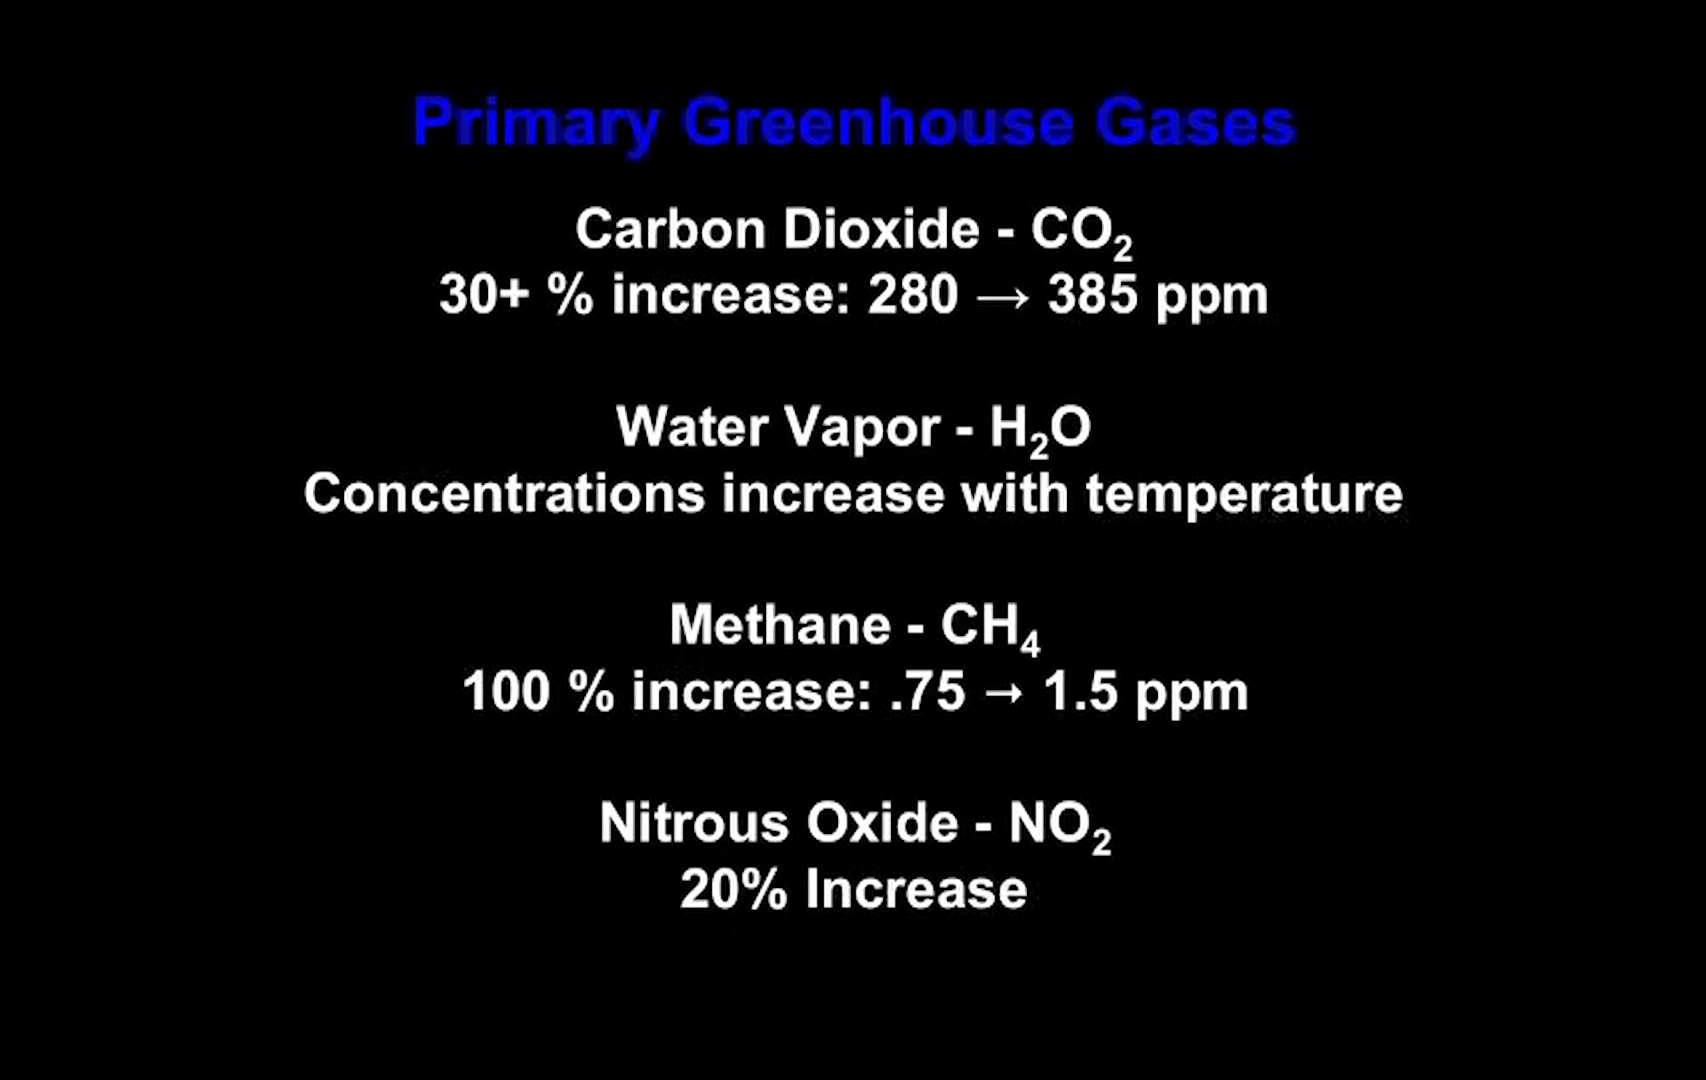 Primary Greenhouse Gases
Carbon Dioxide - CO₂
30+ % increase: 280 → 385 ppm
Water Vapor - H₂O
Concentrations increase with temperature
Methane - CH₄
100 % increase: .75 → 1.5 ppm
Nitrous Oxide - NO₂
20% Increase